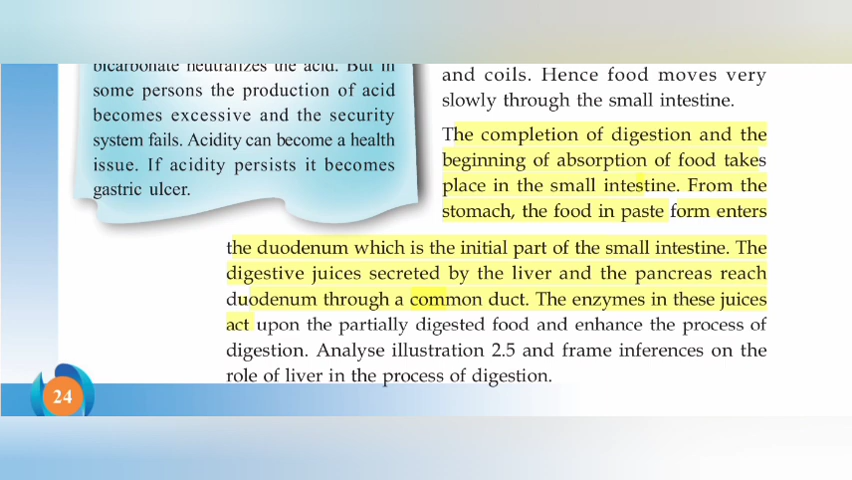 bicarbonate neutralizes the acid. But in
some persons the production of acid
becomes excessive and the security
system fails. Acidity can become a health
issue. If acidity persists it becomes
gastric ulcer.
and coils. Hence food moves very
slowly through the small intestine.
The completion of digestion and the
beginning of absorption of food takes
place in the small intestine. From the
stomach, the food in paste form enters
the duodenum which is the initial part of the small intestine. The
digestive juices secreted by the liver and the pancreas reach
duodenum through a common duct. The enzymes in these juices
act upon the partially digested food and enhance the process of
digestion. Analyse illustration 2.5 and frame inferences on the
role of liver in the process of digestion.
24